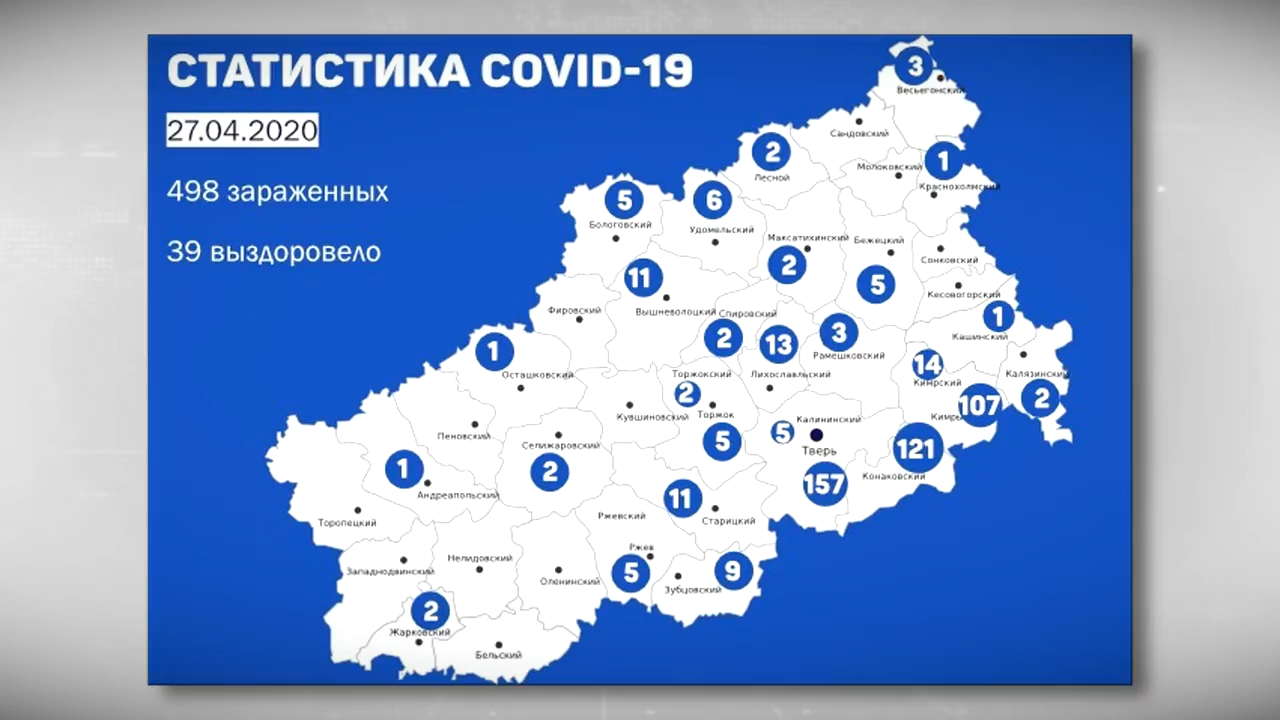 СТАТИСТИКА COVID-19
27.04.2020
498 зараженных
39 выздоровело
3
Весьегонский
Сандовский
2
Лесной
Молоковский
1
Краснохолмский
5
Бологовский
6
Удомельский
Максатихинский
Бежецкий
2
5
Сонковский
11
Вышневолоцкий
Кесовогорский
Фировский
Спировский
1
Кашинский
2
13
3
Рамешковский
1
Осташковский
Торжокский
Лихославльский
14
Кимрский
Калязинский
2
2
Торжок
Кувшиновский
107
Кимры
5
5
Калининский
Тверь
121
Конаковский
157
Пеновский
Селижаровский
2
1
Андреапольский
11
Старицкий
Торопецкий
Ржевский
Ржев
5
9
Зубцовский
Западнодвинский
Нелидовский
Оленинский
2
Жарковский
Бельский